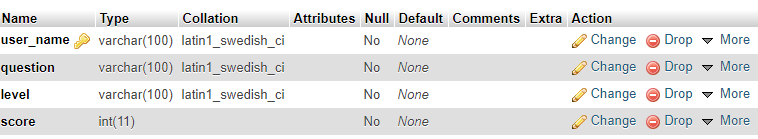 Name Type Collation Attributes Null Default Comments Extra Action
user_name varchar(100) latin1_swedish_ci No None Change Drop More
question varchar(100) latin1_swedish_ci No None Change Drop More
level varchar(100) latin1_swedish_ci No None Change Drop More
score int(11) No None Change Drop More